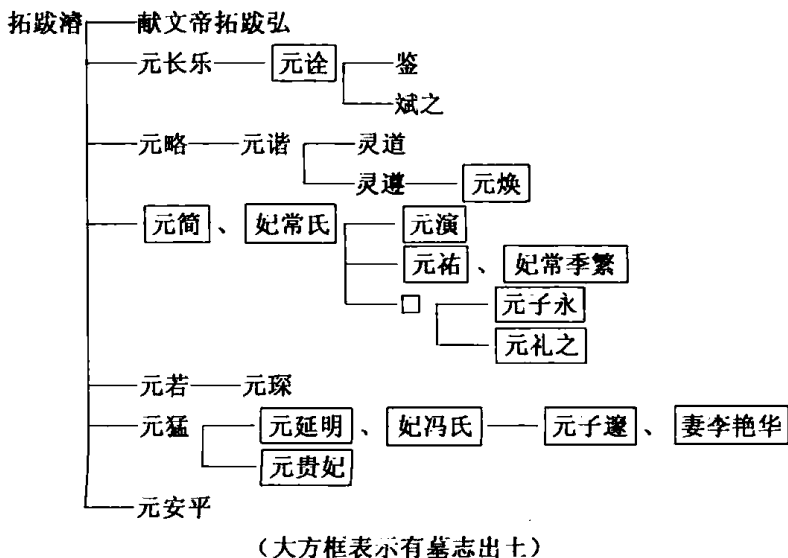 拓跋濬 献文帝拓跋弘
元长乐 元诠 鉴
斌之
元略 元谐 灵道
灵遵 元焕
元简、妃常氏 元演
元祐、妃常季繁
□ 元子永
元礼之
元若 元琛
元猛 元延明、妃冯氏 元子邃、妻李艳华
元贵妃
元安平
（大方框表示有墓志出土）